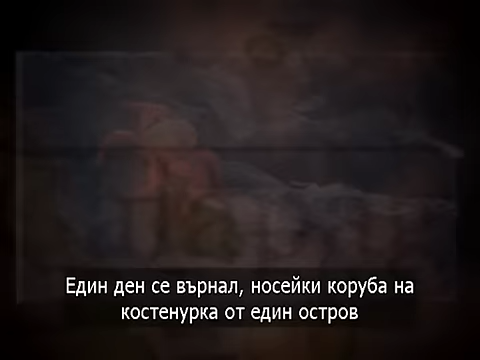 Един ден се върнал, носейки коруба на
костенурка от един остров